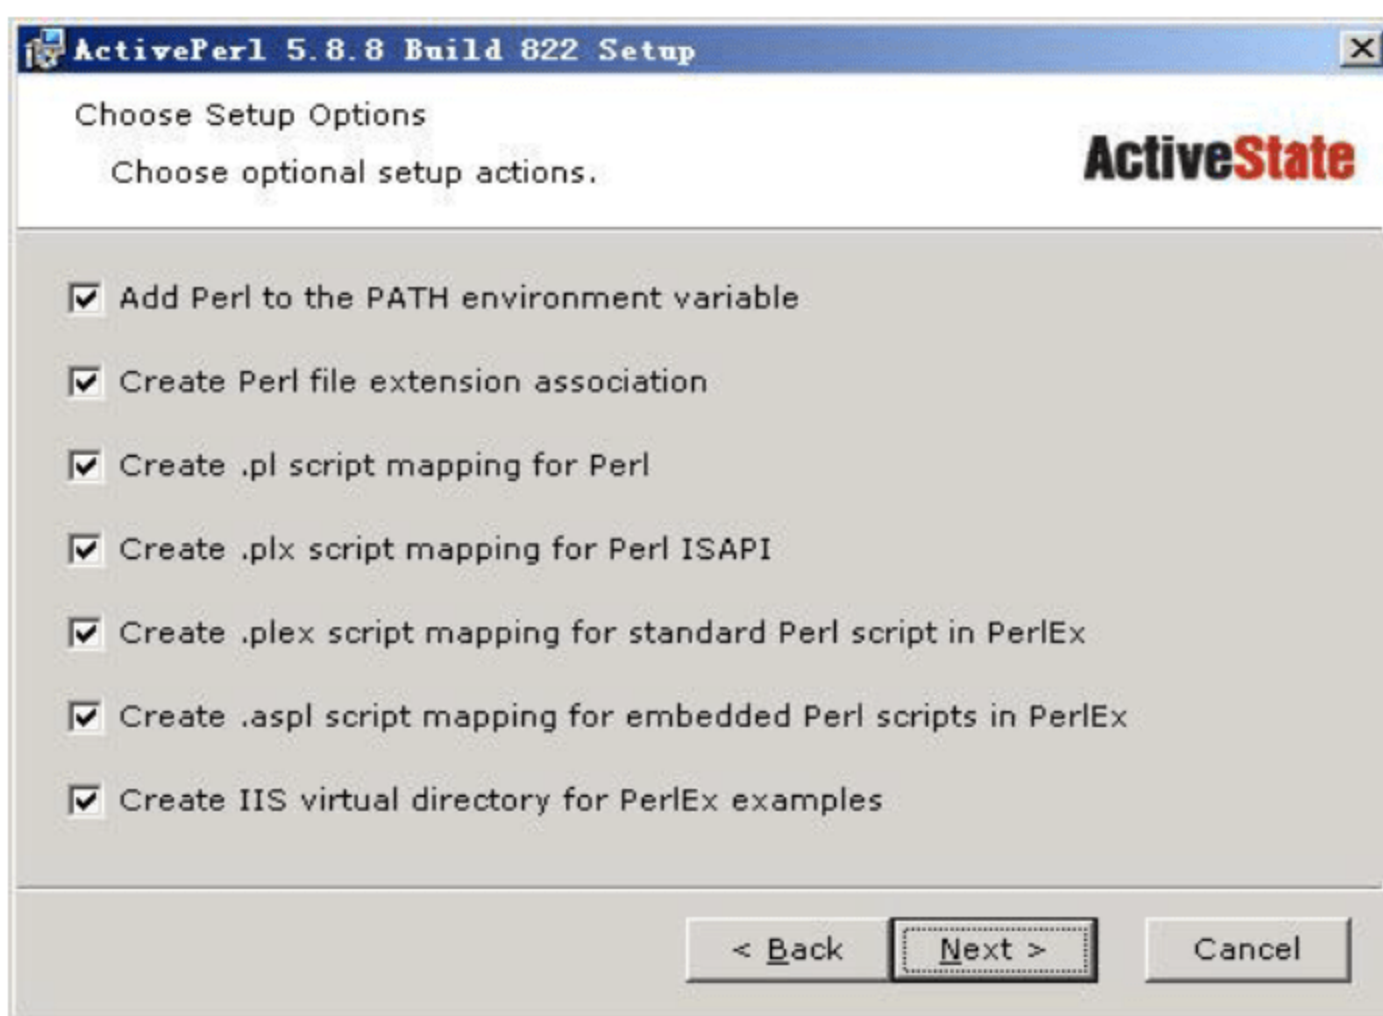 ActivePerl 5.8.8 Build 822 Setup
Choose Setup Options
Choose optional setup actions.
ActiveState
Add Perl to the PATH environment variable
Create Perl file extension association
Create .pl script mapping for Perl
Create .plx script mapping for Perl ISAPI
Create .plex script mapping for standard Perl script in PerlEx
Create .aspl script mapping for embedded Perl scripts in PerlEx
Create IIS virtual directory for PerlEx examples
< Back Next > Cancel